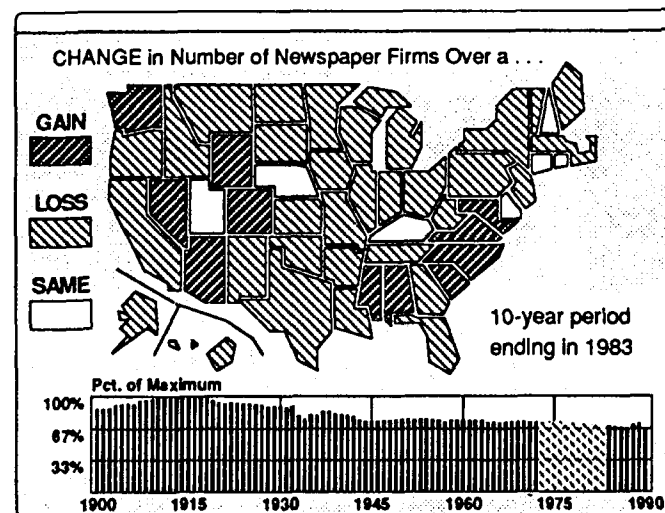 CHANGE in Number of Newspaper Firms Over a . . .
GAIN
LOSS
SAME
10-year period
ending in 1983
Pct. of Maximum
100%
67%
33%
1900 1915 1930 1945 1960 1975 1990